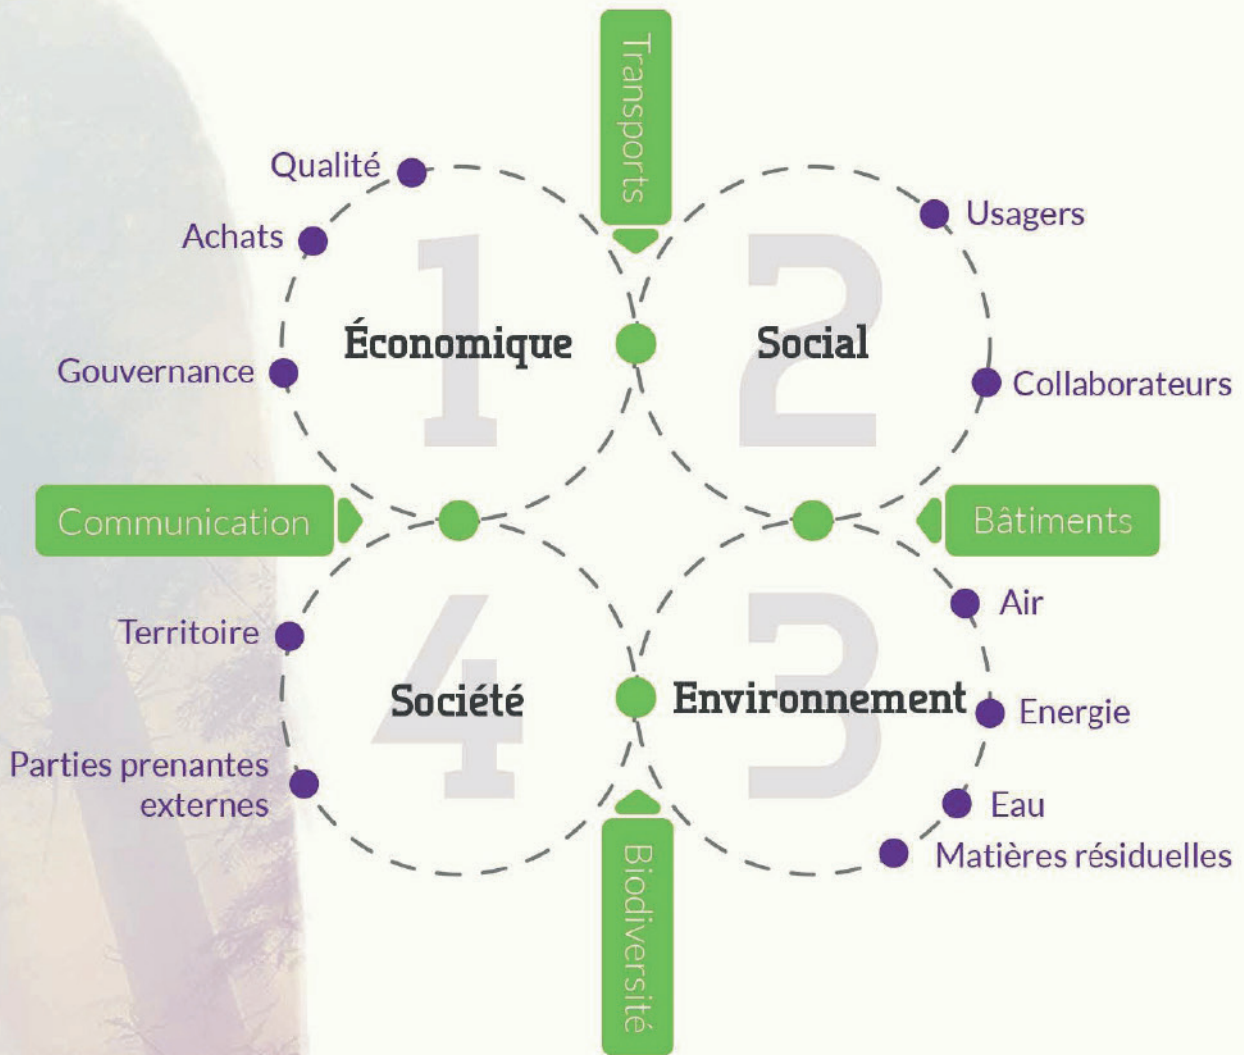 Transports
Qualité
Achats
Gouvernance
1
Économique
2
Social
Usagers
Collaborateurs
Communication
Bâtiments
Territoire
Parties prenantes
externes
4
Société
3
Environnement
Air
Energie
Eau
Matières résiduelles
Biodiversité